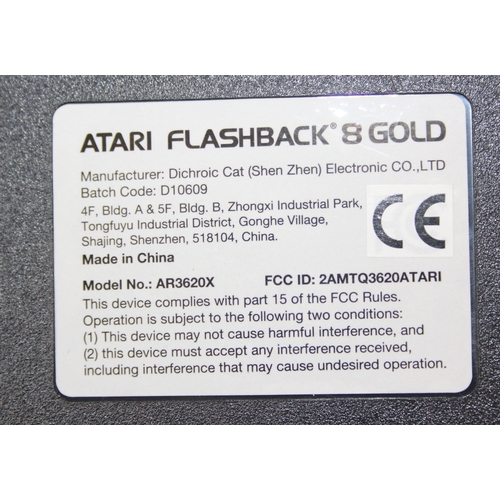 ATARI FLASHBACK® 8 GOLD
Manufacturer: Dichroic Cat (Shen Zhen) Electronic CO.,LTD
Batch Code: D10609
4F, Bldg. A & 5F, Bldg. B, Zhongxi Industrial Park,
Tongfuyu Industrial District, Gonghe Village,
Shajing, Shenzhen, 518104, China.
CE
Made in China
Model No.: AR3620X FCC ID: 2AMTQ3620ATARI
This device complies with part 15 of the FCC Rules.
Operation is subject to the following two conditions:
(1) This device may not cause harmful interference, and
(2) this device must accept any interference received,
including interference that may cause undesired operation.